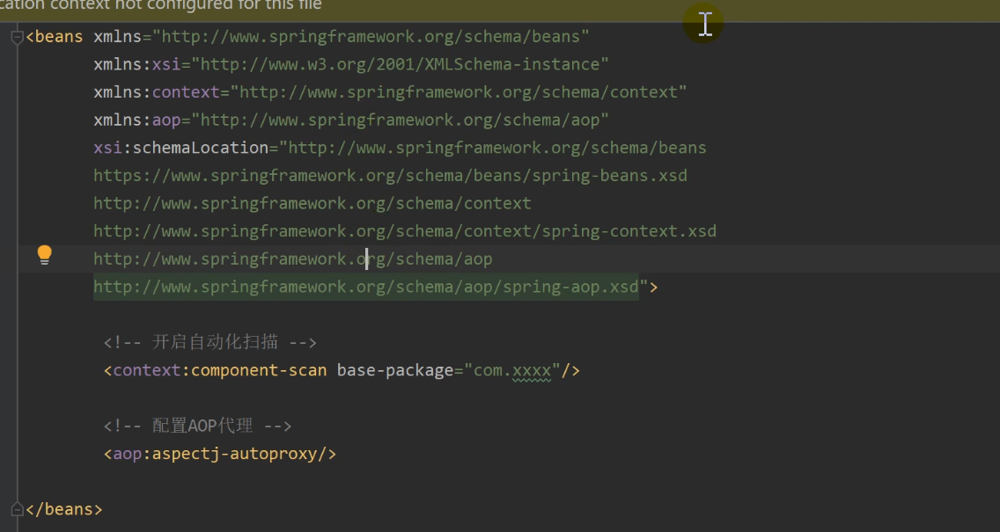 cation context not configured for this file
<beans xmlns="http://www.springframework.org/schema/beans"
xmlns:xsi="http://www.w3.org/2001/XMLSchema-instance"
xmlns:context="http://www.springframework.org/schema/context"
xmlns:aop="http://www.springframework.org/schema/aop"
xsi:schemaLocation="http://www.springframework.org/schema/beans
https://www.springframework.org/schema/beans/spring-beans.xsd
http://www.springframework.org/schema/context
http://www.springframework.org/schema/context/spring-context.xsd
http://www.springframework.org/schema/aop
http://www.springframework.org/schema/aop/spring-aop.xsd">
<!-- 开启自动化扫描 -->
<context:component-scan base-package="com.xxxx"/>
<!-- 配置AOP代理 -->
<aop:aspectj-autoproxy/>
</beans>